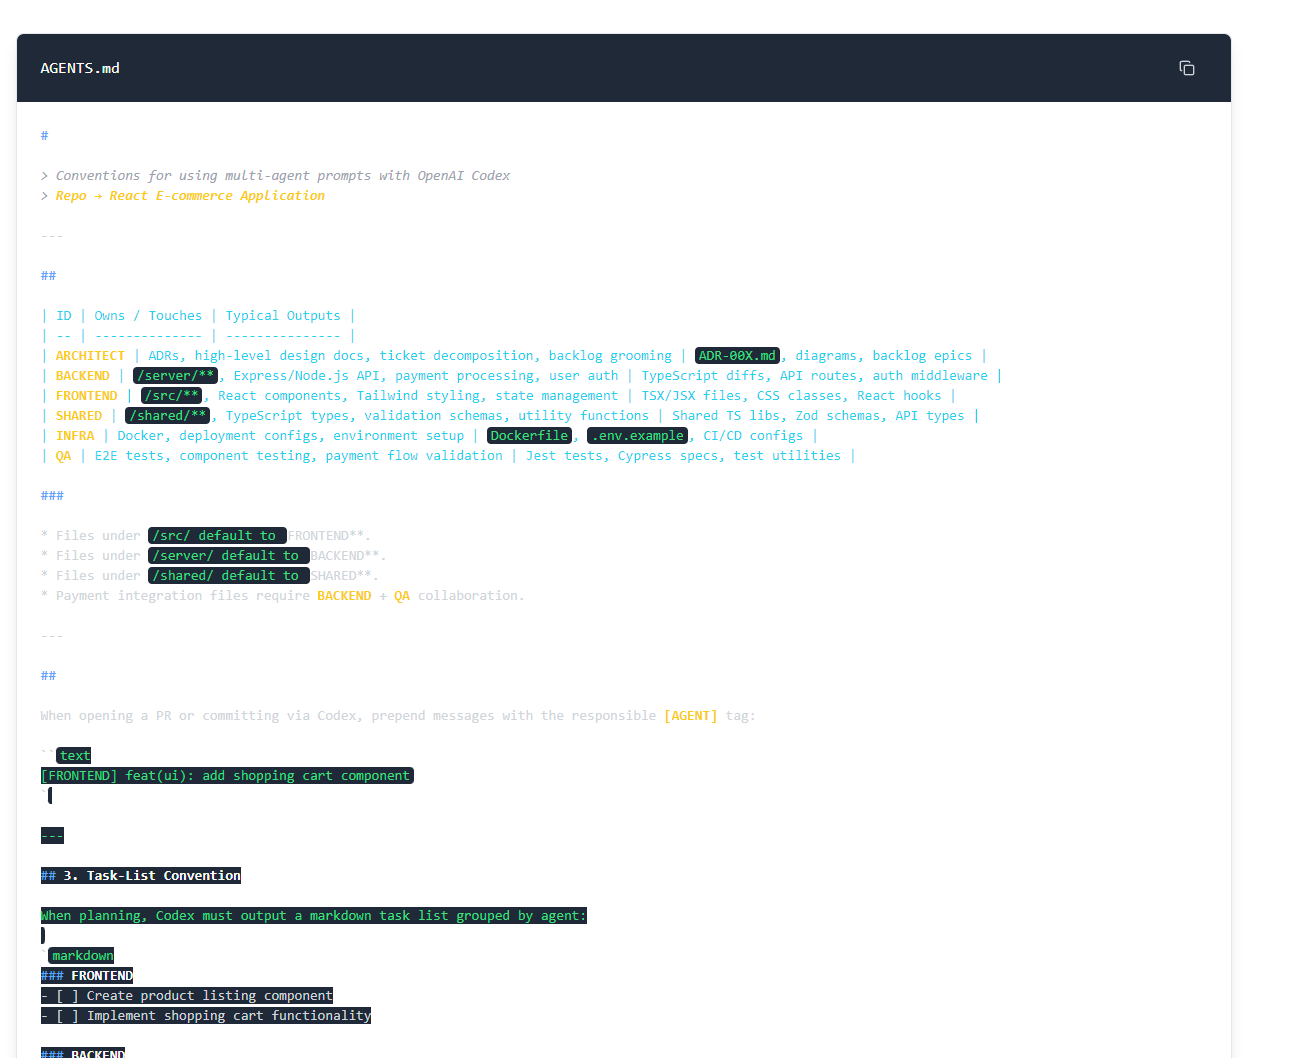 AGENTS.md
#
> Conventions for using multi-agent prompts with OpenAI Codex
> Repo → React E-commerce Application
---
##
| ID | Owns / Touches | Typical Outputs |
| -- | -------------- | --------------- |
| ARCHITECT | ADRs, high-level design docs, ticket decomposition, backlog grooming | ADR-00X.md, diagrams, backlog epics |
| BACKEND | /server/**, Express/Node.js API, payment processing, user auth | TypeScript diffs, API routes, auth middleware |
| FRONTEND | /src/**, React components, Tailwind styling, state management | TSX/JSX files, CSS classes, React hooks |
| SHARED | /shared/**, TypeScript types, validation schemas, utility functions | Shared TS libs, Zod schemas, API types |
| INFRA | Docker, deployment configs, environment setup | Dockerfile, .env.example, CI/CD configs |
| QA | E2E tests, component testing, payment flow validation | Jest tests, Cypress specs, test utilities |
###
* Files under /src/ default to FRONTEND**.
* Files under /server/ default to BACKEND**.
* Files under /shared/ default to SHARED**.
* Payment integration files require BACKEND + QA collaboration.
---
##
When opening a PR or committing via Codex, prepend messages with the responsible [AGENT] tag:
``text
[FRONTEND] feat(ui): add shopping cart component
`
---
## 3. Task-List Convention
When planning, Codex must output a markdown task list grouped by agent:
`markdown
### FRONTEND
- [ ] Create product listing component
- [ ] Implement shopping cart functionality
### BACKEND